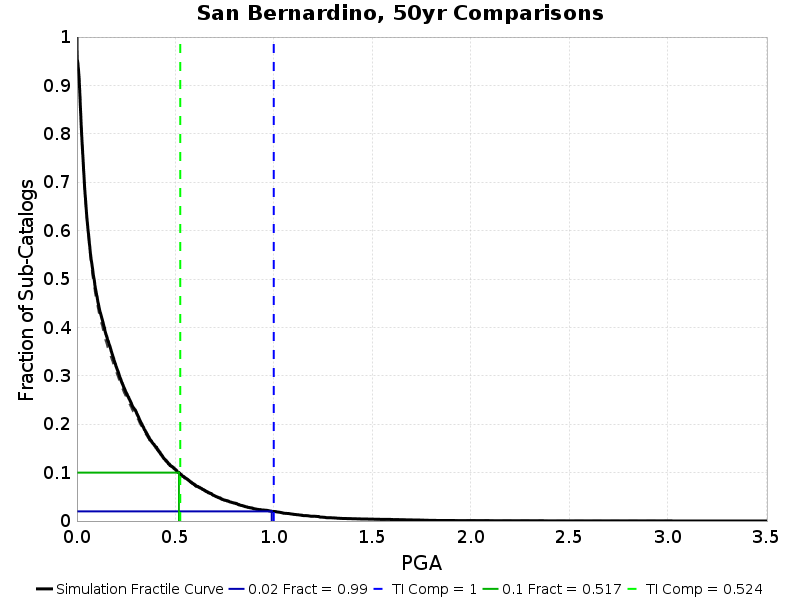 San Bernardino, 50yr Comparisons
1
0.9
0.8
0.7
0.6
0.5
0.4
0.3
0.2
0.1
0
Fraction of Sub-Catalogs
0.0 0.5 1.0 1.5 2.0 2.5 3.0 3.5
PGA
Simulation Fractile Curve 0.02 Fract = 0.99 TI Comp = 1 0.1 Fract = 0.517 TI Comp = 0.524